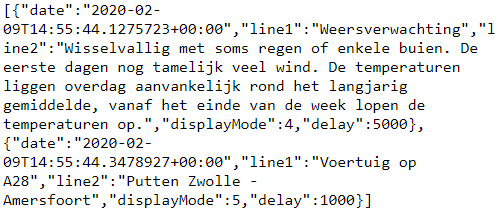 [{"date":"2020-02-
09T14:55:44.1275723+00:00","line1":"Weersverwachting","l
ine2":"Wisselvallig met soms regen of enkele buien. De
eerste dagen nog tamelijk veel wind. De temperaturen
liggen overdag aanvankelijk rond het langjarig
gemiddelde, vanaf het einde van de week lopen de
temperaturen op.","displayMode":4,"delay":5000},
{"date":"2020-02-
09T14:55:44.3478927+00:00","line1":"Voertuig op
A28","line2":"Putten Zwolle -
Amersfoort","displayMode":5,"delay":1000}]